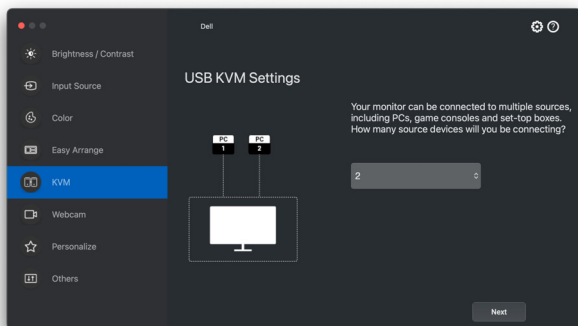 Dell
Brightness / Contrast
Input Source
Color
Easy Arrange
KVM
Webcam
Personalize
Others
USB KVM Settings
PC
1
PC
2
Your monitor can be connected to multiple sources,
including PCs, game consoles and set-top boxes.
How many source devices will you be connecting?
2
Next